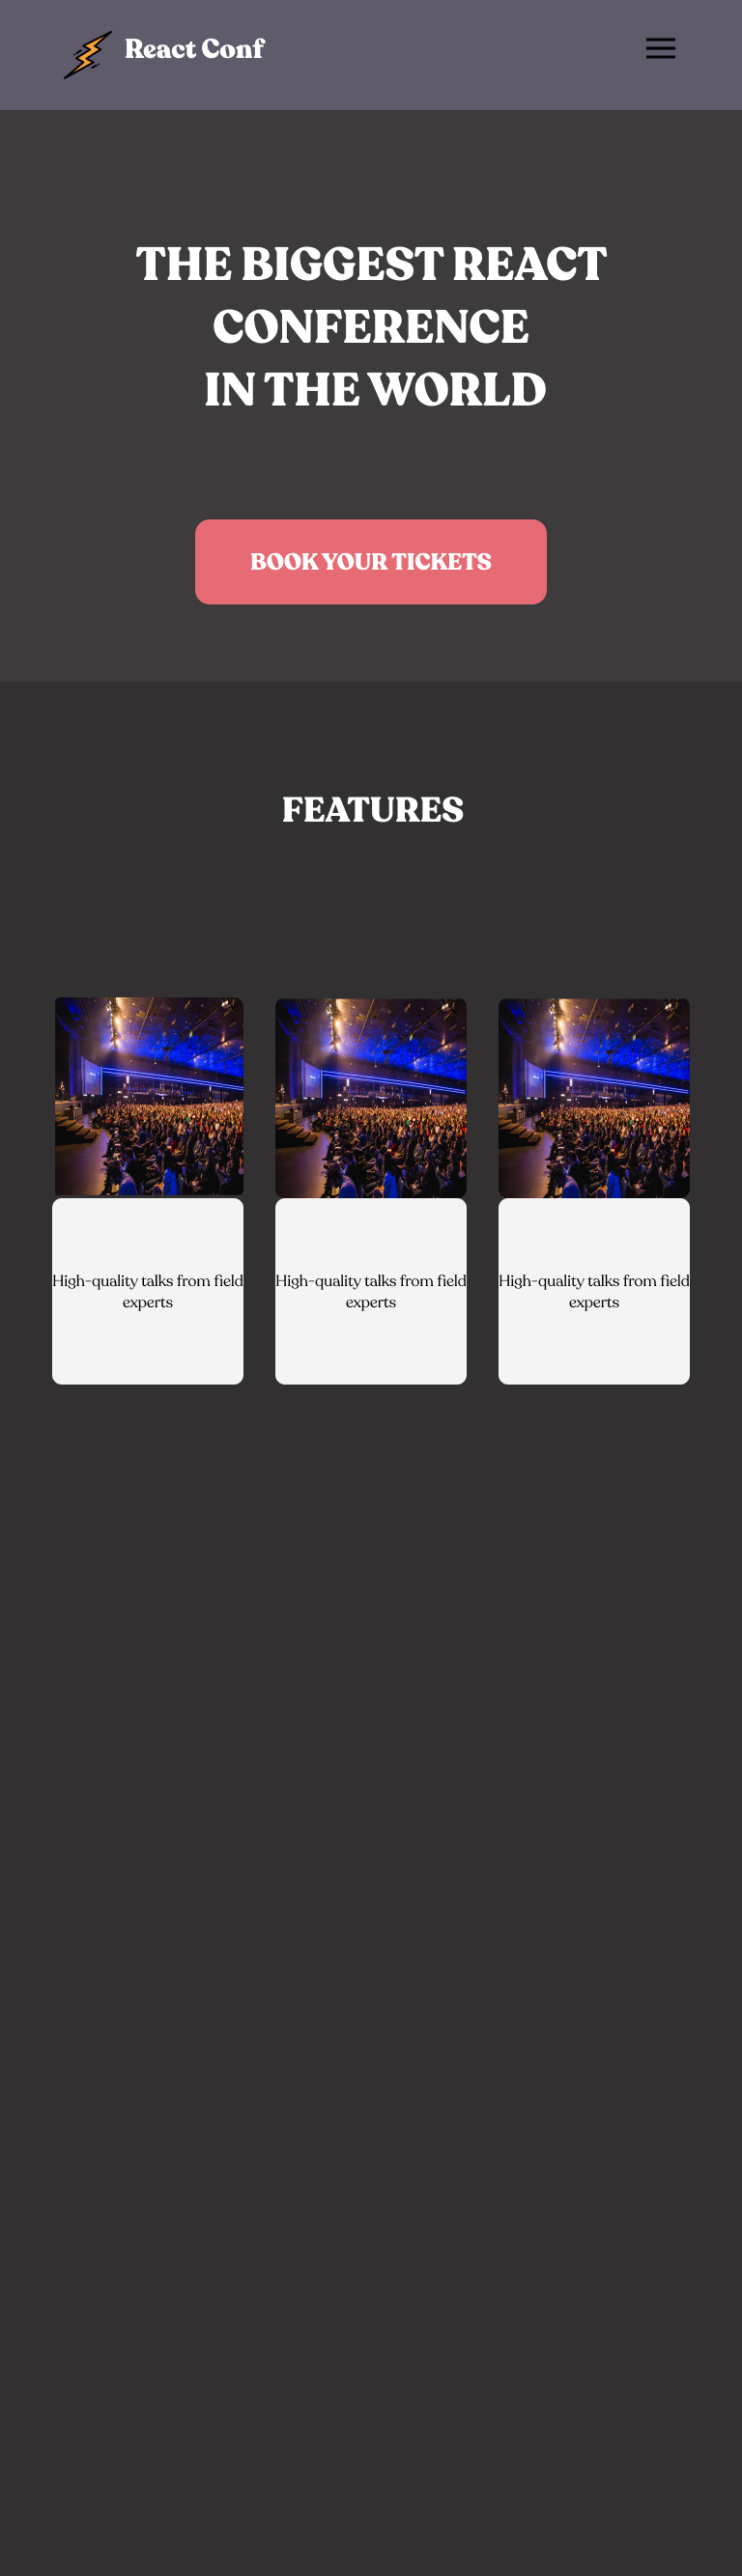 React Conf
THE BIGGEST REACT
CONFERENCE
IN THE WORLD
BOOK YOUR TICKETS
FEATURES
High-quality talks from field
experts
High-quality talks from field
experts
High-quality talks from field
experts